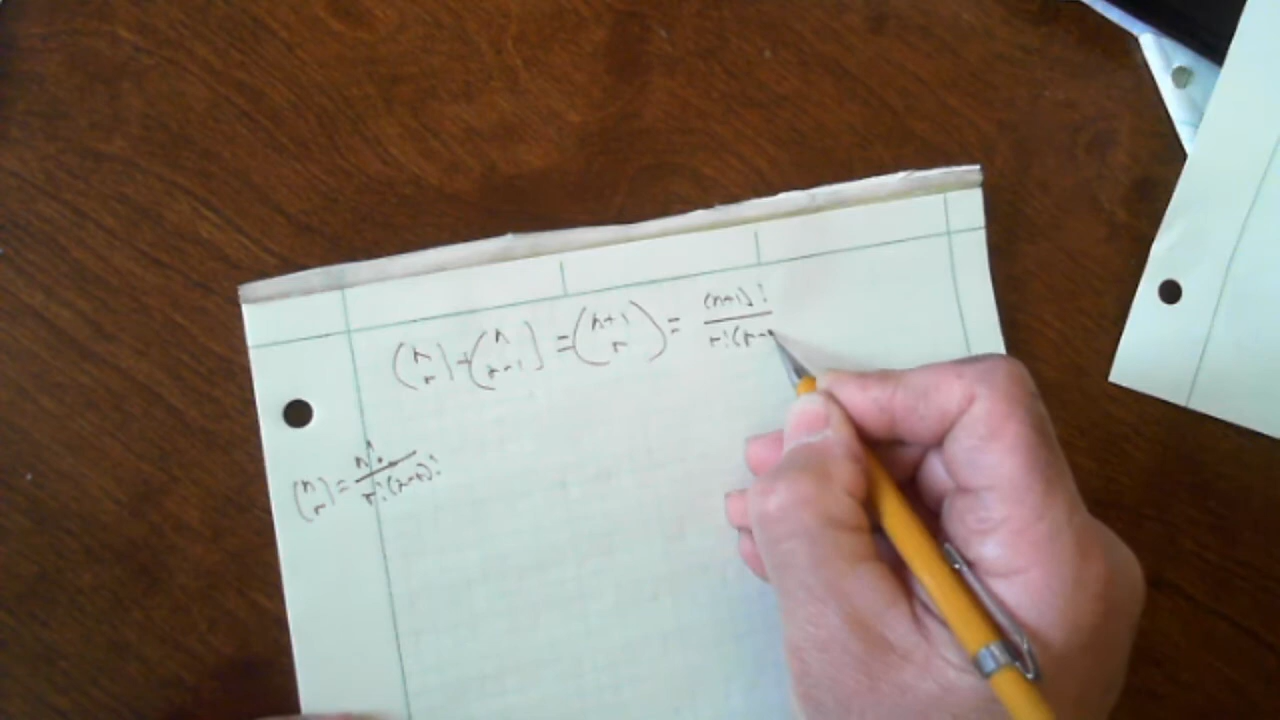 (n r) + (n r-1) = (n+1 r) = (n+1)! / r!(n-
(n r) = n! / r!(n-r)!